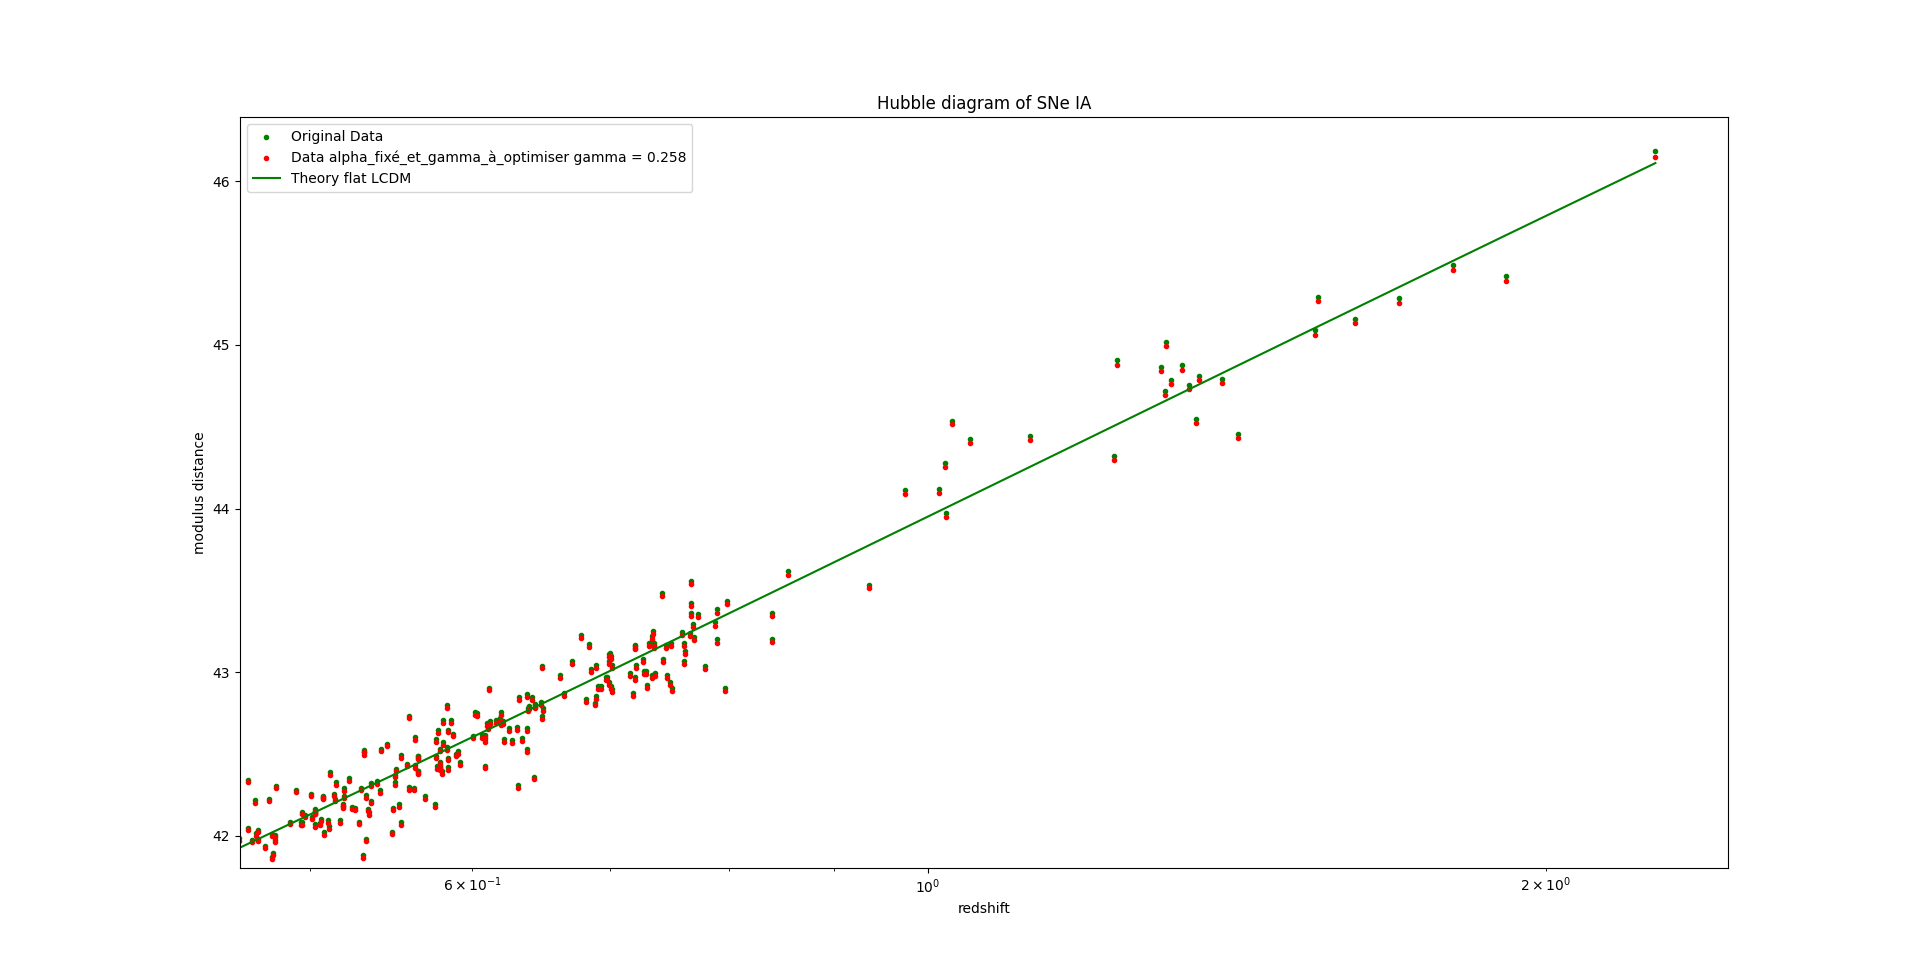 Hubble diagram of SNe IA
Original Data
Data alpha_fixé_et_gamma_à_optimiser gamma = 0.258
Theory flat LCDM
46
45
44
43
42
modulus distance
6 × 10⁻¹
10⁰
2 × 10⁰
redshift